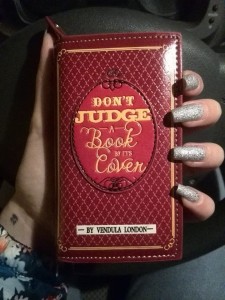 DON'T
JUDGE
A
Book
BY ITS
Cover
BY VENDULA LONDON